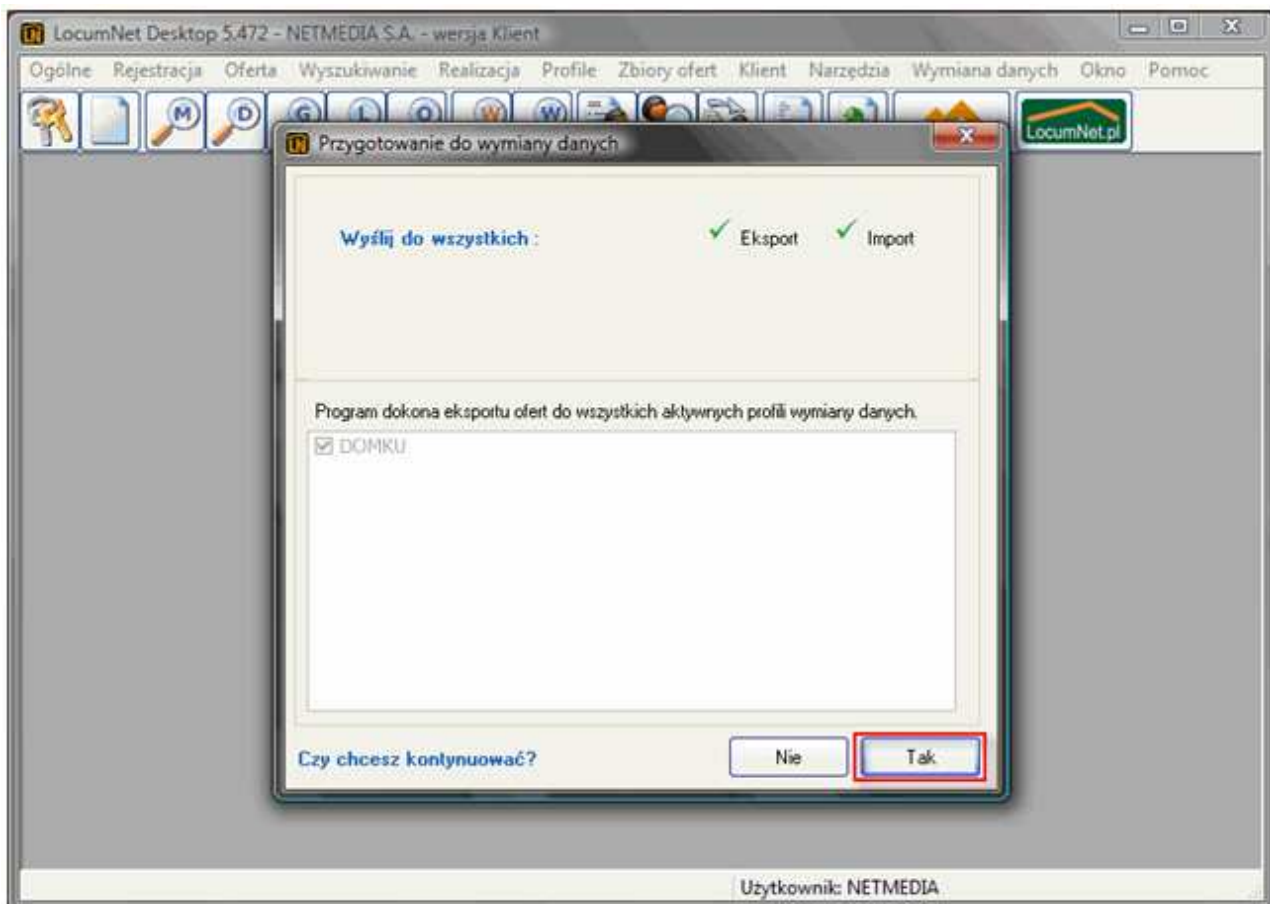 LocumNet Desktop 5.472 - NETMEDIA S.A. - wersja Klient
Ogólne Rejestracja Oferta Wyszukiwanie Realizacja Profile Zbiory ofert Klient Narzędzia Wymiana danych Okno Pomoc
M D G L O W W LocumNet.pl
Przygotowanie do wymiany danych
Wyślij do wszystkich : Eksport Import
Program dokona eksportu ofert do wszystkich aktywnych profili wymiany danych.
DOMKU
Czy chcesz kontynuować? Nie Tak
Użytkownik: NETMEDIA